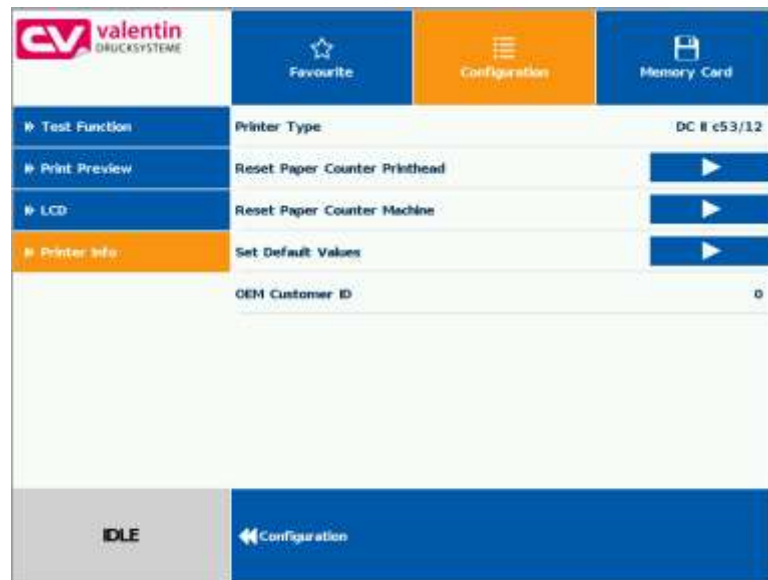 CV valentin
DRUCKSYSTEME
Favourite
Configuration
Memory Card
Test Function
Print Preview
LCD
Printer Info
Printer Type DC II c53/12
Reset Paper Counter Printhead
Reset Paper Counter Machine
Set Default Values
OEM Customer ID 0
IDLE
Configuration